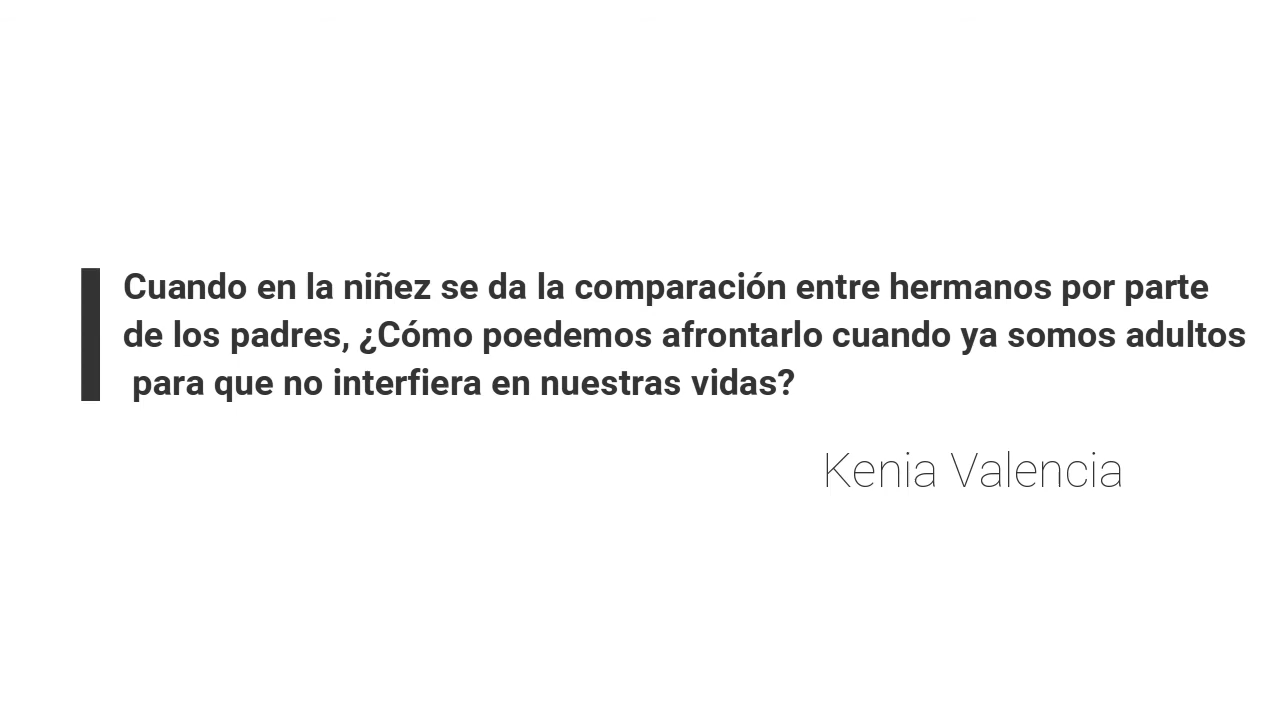 Cuando en la niñez se da la comparación entre hermanos por parte
de los padres, ¿Cómo poedemos afrontarlo cuando ya somos adultos
para que no interfiera en nuestras vidas?
Kenia Valencia